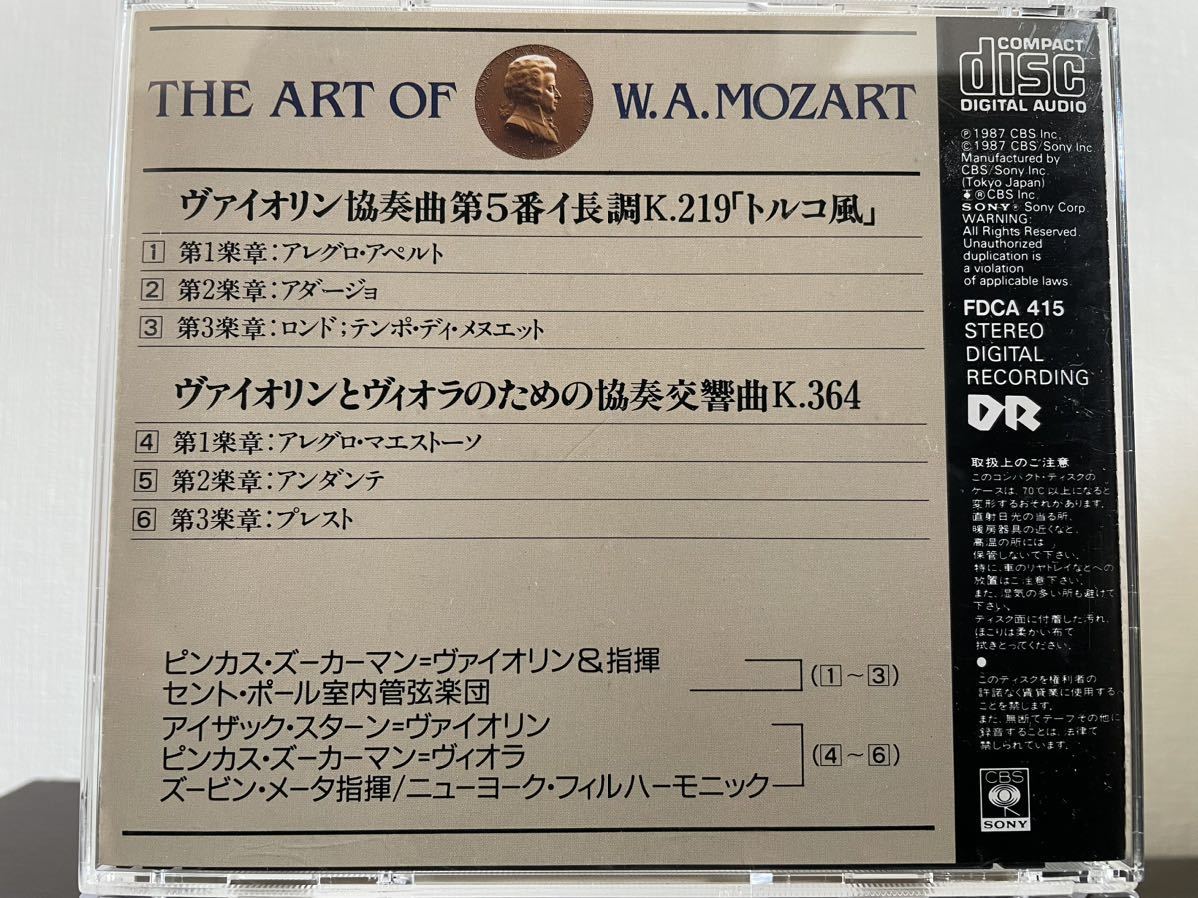 THE ART OF W.A.MOZART
ヴァイオリン協奏曲第5番イ長調K.219「トルコ風」
1 第1楽章:アレグロ・アペルト
2 第2楽章:アダージョ
3 第3楽章:ロンド;テンポ・ディ・メヌエット
ヴァイオリンとヴィオラのための協奏交響曲K.364
4 第1楽章:アレグロ・マエストーソ
5 第2楽章:アンダンテ
6 第3楽章:プレスト
ピンカス・ズーカーマン=ヴァイオリン&指揮
セント・ポール室内管弦楽団
(1~3)
アイザック・スターン=ヴァイオリン
ピンカス・ズーカーマン=ヴィオラ
ズービン・メータ指揮/ニューヨーク・フィルハーモニック
(4~6)
COMPACT
disc
DIGITAL AUDIO
Ⓟ1987 CBS Inc.
©1987 CBS/Sony Inc.
Manufactured by
CBS/Sony Inc.
(Tokyo Japan)
®CBS Inc.
SONY® Sony Corp.
WARNING:
All Rights Reserved.
Unauthorized
duplication is
a violation
of applicable laws.
FDCA 415
STEREO
DIGITAL
RECORDING
DR
取扱上のご注意
このコンパクト・ディスクの
ケースは、70℃以上になると
変形するおそれがあります。
直射日光の当る所、
暖房器具の近くなど、
高温の所には
保管しないで下さい。
特に、車のリヤトレイなどへの
放置はご注意下さい。
また、湿気の多い所も避けて
下さい。
ディスク面に付着した汚れ、
ほこりは柔かい布で
拭きとってください。
●
このディスクを権利者の
許諾なく賃貸業に使用する
ことを禁します。
また、無断でテープその他に
録音することは、法律で
禁じられています。
CBS
SONY